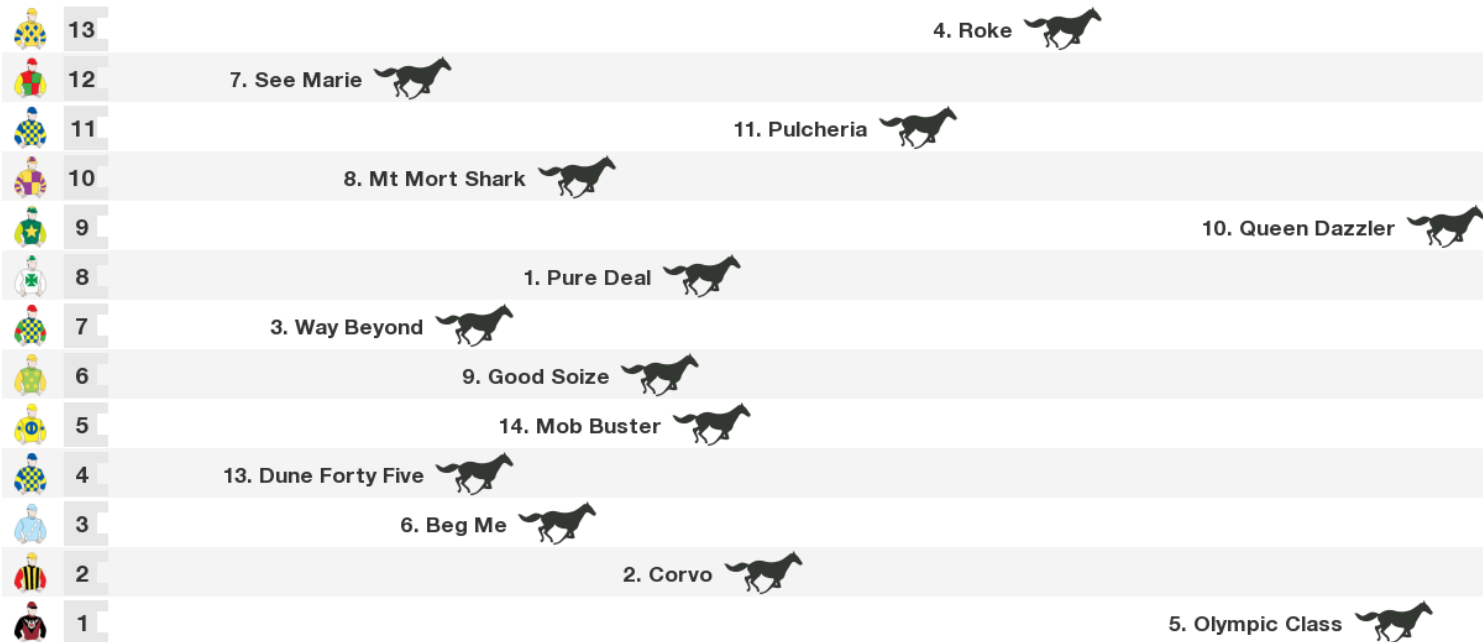 13 4. Roke
12 7. See Marie
11 11. Pulcheria
10 8. Mt Mort Shark
9 10. Queen Dazzler
8 1. Pure Deal
7 3. Way Beyond
6 9. Good Soize
5 14. Mob Buster
4 13. Dune Forty Five
3 6. Beg Me
2 2. Corvo
1 5. Olympic Class